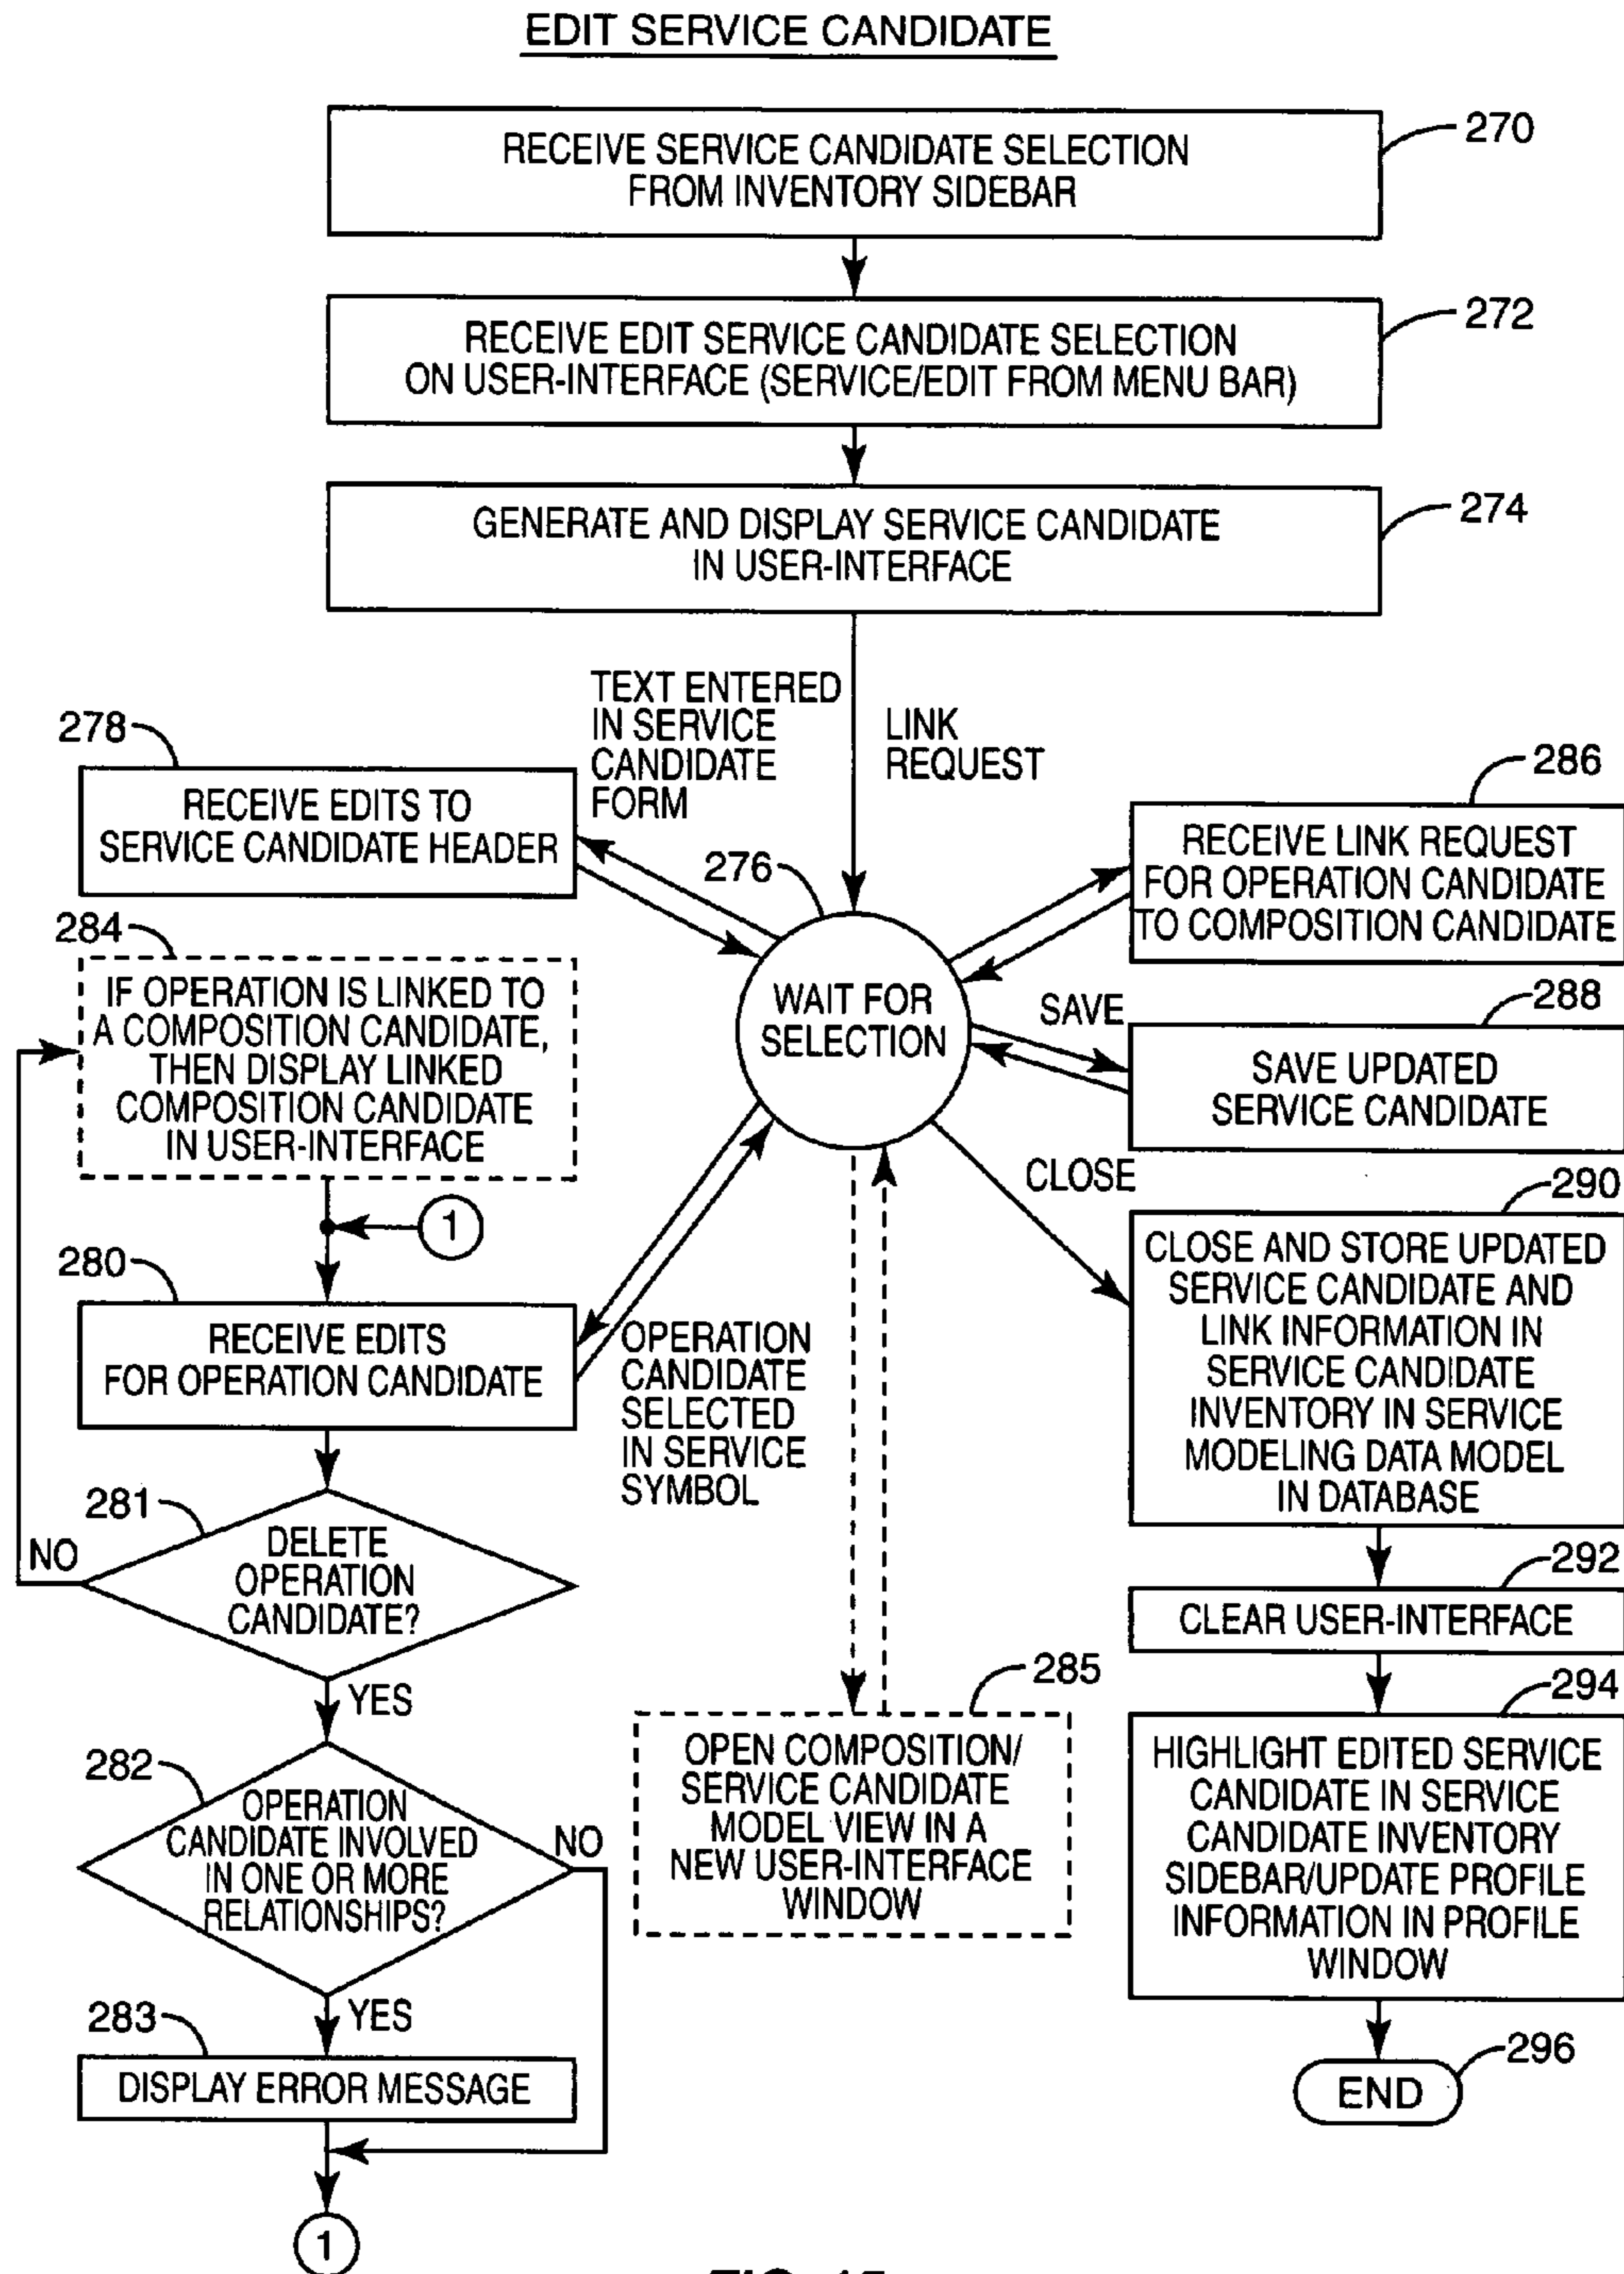 EDIT SERVICE CANDIDATE
RECEIVE SERVICE CANDIDATE SELECTION
FROM INVENTORY SIDEBAR
270
RECEIVE EDIT SERVICE CANDIDATE SELECTION
ON USER-INTERFACE (SERVICE/EDIT FROM MENU BAR)
272
GENERATE AND DISPLAY SERVICE CANDIDATE
IN USER-INTERFACE
274
TEXT ENTERED
IN SERVICE
CANDIDATE
FORM
LINK
REQUEST
278
RECEIVE EDITS TO
SERVICE CANDIDATE HEADER
276
WAIT FOR
SELECTION
286
RECEIVE LINK REQUEST
FOR OPERATION CANDIDATE
TO COMPOSITION CANDIDATE
284
IF OPERATION IS LINKED TO
A COMPOSITION CANDIDATE,
THEN DISPLAY LINKED
COMPOSITION CANDIDATE
IN USER-INTERFACE
SAVE
288
SAVE UPDATED
SERVICE CANDIDATE
1
CLOSE
290
CLOSE AND STORE UPDATED
SERVICE CANDIDATE AND
LINK INFORMATION IN
SERVICE CANDIDATE
INVENTORY IN SERVICE
MODELING DATA MODEL
IN DATABASE
280
RECEIVE EDITS
FOR OPERATION CANDIDATE
OPERATION
CANDIDATE
SELECTED
IN SERVICE
SYMBOL
281
DELETE
OPERATION
CANDIDATE?
NO
YES
292
CLEAR USER-INTERFACE
282
OPERATION
CANDIDATE INVOLVED
IN ONE OR MORE
RELATIONSHIPS?
NO
YES
285
OPEN COMPOSITION/
SERVICE CANDIDATE
MODEL VIEW IN A
NEW USER-INTERFACE
WINDOW
294
HIGHLIGHT EDITED SERVICE
CANDIDATE IN SERVICE
CANDIDATE INVENTORY
SIDEBAR/UPDATE PROFILE
INFORMATION IN PROFILE
WINDOW
283
DISPLAY ERROR MESSAGE
296
END
1